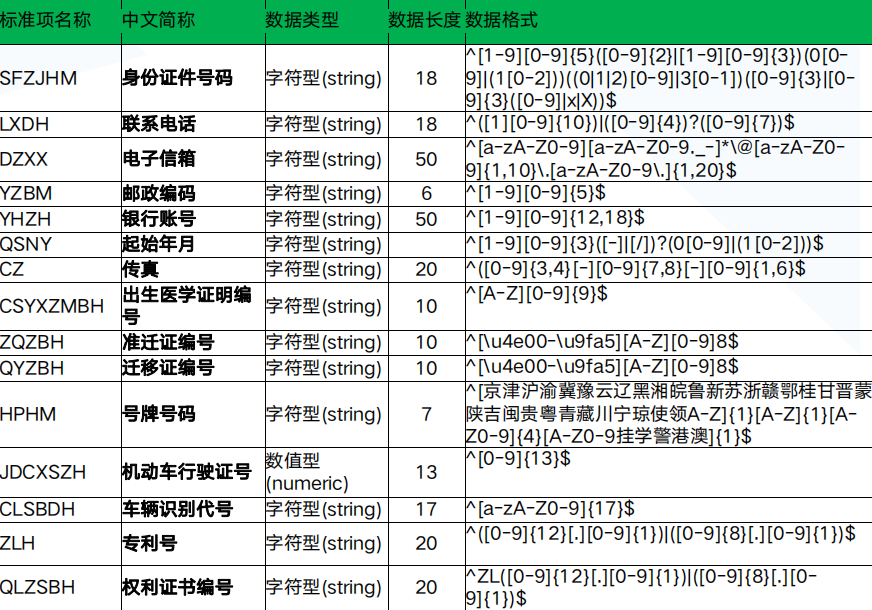 标准项名称 中文简称 数据类型 数据长度 数据格式
SFZJHM 身份证件号码 字符型(string) 18 ^[1-9][0-9]{5}([0-9]{2}|[1-9][0-9]{3})(0[0-
9]|(1[0-2]))((0|1|2)[0-9]|3[0-1])([0-9]{3}|[0-
9]{3}([0-9]|x|X))$
LXDH 联系电话 字符型(string) 18 ^([1][0-9]{10})|([0-9]{4})?([0-9]{7})$
DZXX 电子信箱 字符型(string) 50 ^[a-zA-Z0-9][a-zA-Z0-9._-]*\@[a-zA-Z0-
9]{1,10}\.[a-zA-Z0-9\.]{1,20}$
YZBM 邮政编码 字符型(string) 6 ^[1-9][0-9]{5}$
YHZH 银行账号 字符型(string) 50 ^[1-9][0-9]{12,18}$
QSNY 起始年月 字符型(string) ^[1-9][0-9]{3}([-]|[/])?(0[0-9]|(1[0-2]))$
CZ 传真 字符型(string) 20 ^([0-9]{3,4}[-][0-9]{7,8}[-][0-9]{1,6}$
CSYXZMBH 出生医学证明编
号 字符型(string) 10 ^[A-Z][0-9]{9}$
ZQZBH 准迁证编号 字符型(string) 10 ^[\u4e00-\u9fa5][A-Z][0-9]8$
QYZBH 迁移证编号 字符型(string) 10 ^[\u4e00-\u9fa5][A-Z][0-9]8$
HPHM 号牌号码 字符型(string) 7 ^[京津沪渝冀豫云辽黑湘皖鲁新苏浙赣鄂桂甘晋蒙
陕吉闽贵粤青藏川宁琼使领A-Z]{1}[A-Z]{1}[A-
Z0-9]{4}[A-Z0-9挂学警港澳]{1}$
JDCXSZH 机动车行驶证号 数值型
(numeric) 13 ^[0-9]{13}$
CLSBDH 车辆识别代号 字符型(string) 17 ^[a-zA-Z0-9]{17}$
ZLH 专利号 字符型(string) 20 ^([0-9]{12}[.][0-9]{1})|([0-9]{8}[.][0-9]{1})$
QLZSBH 权利证书编号 字符型(string) 20 ^ZL([0-9]{12}[.][0-9]{1})|([0-9]{8}[.][0-
9]{1})$